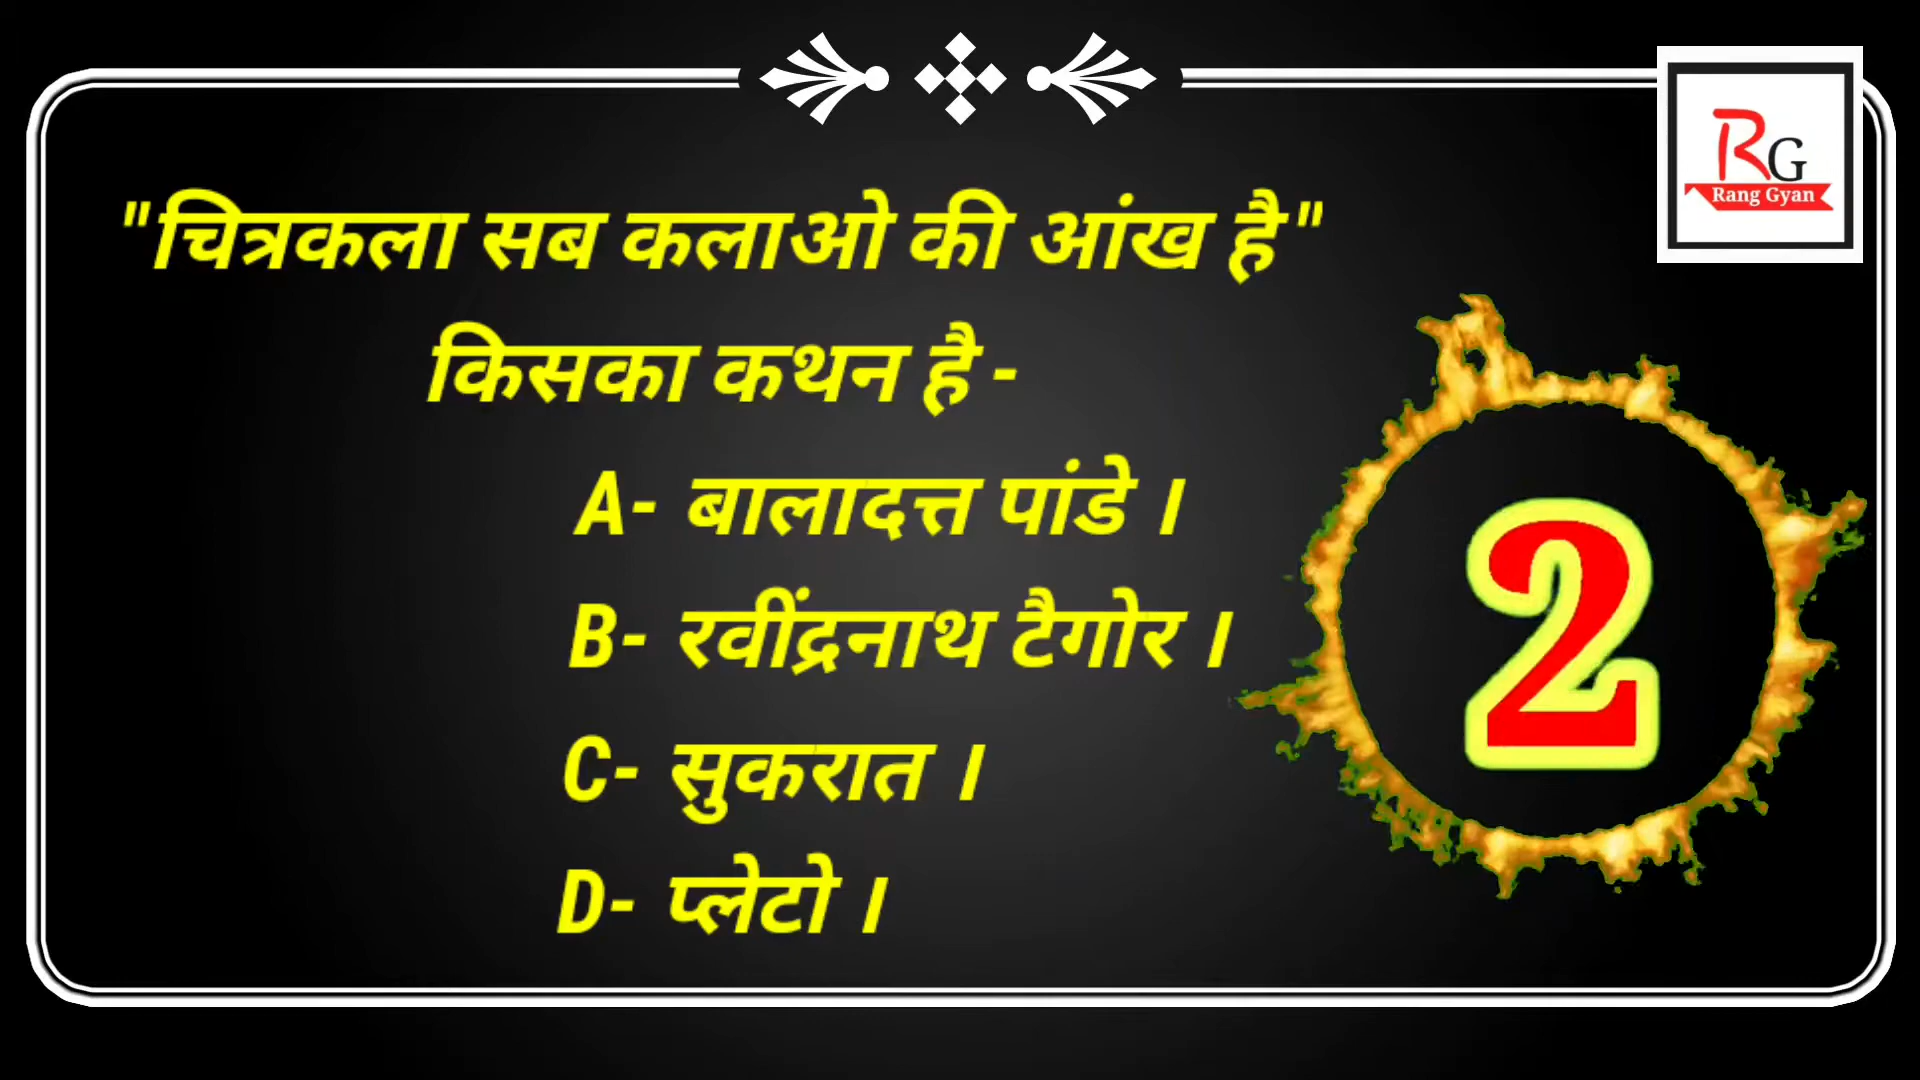 RG
Rang Gyan
"चित्रकला सब कलाओ की आंख है"
किसका कथन है -
A- बालादत्त पांडे ।
B- रवींद्रनाथ टैगोर ।
C- सुकरात ।
D- प्लेटो ।
2